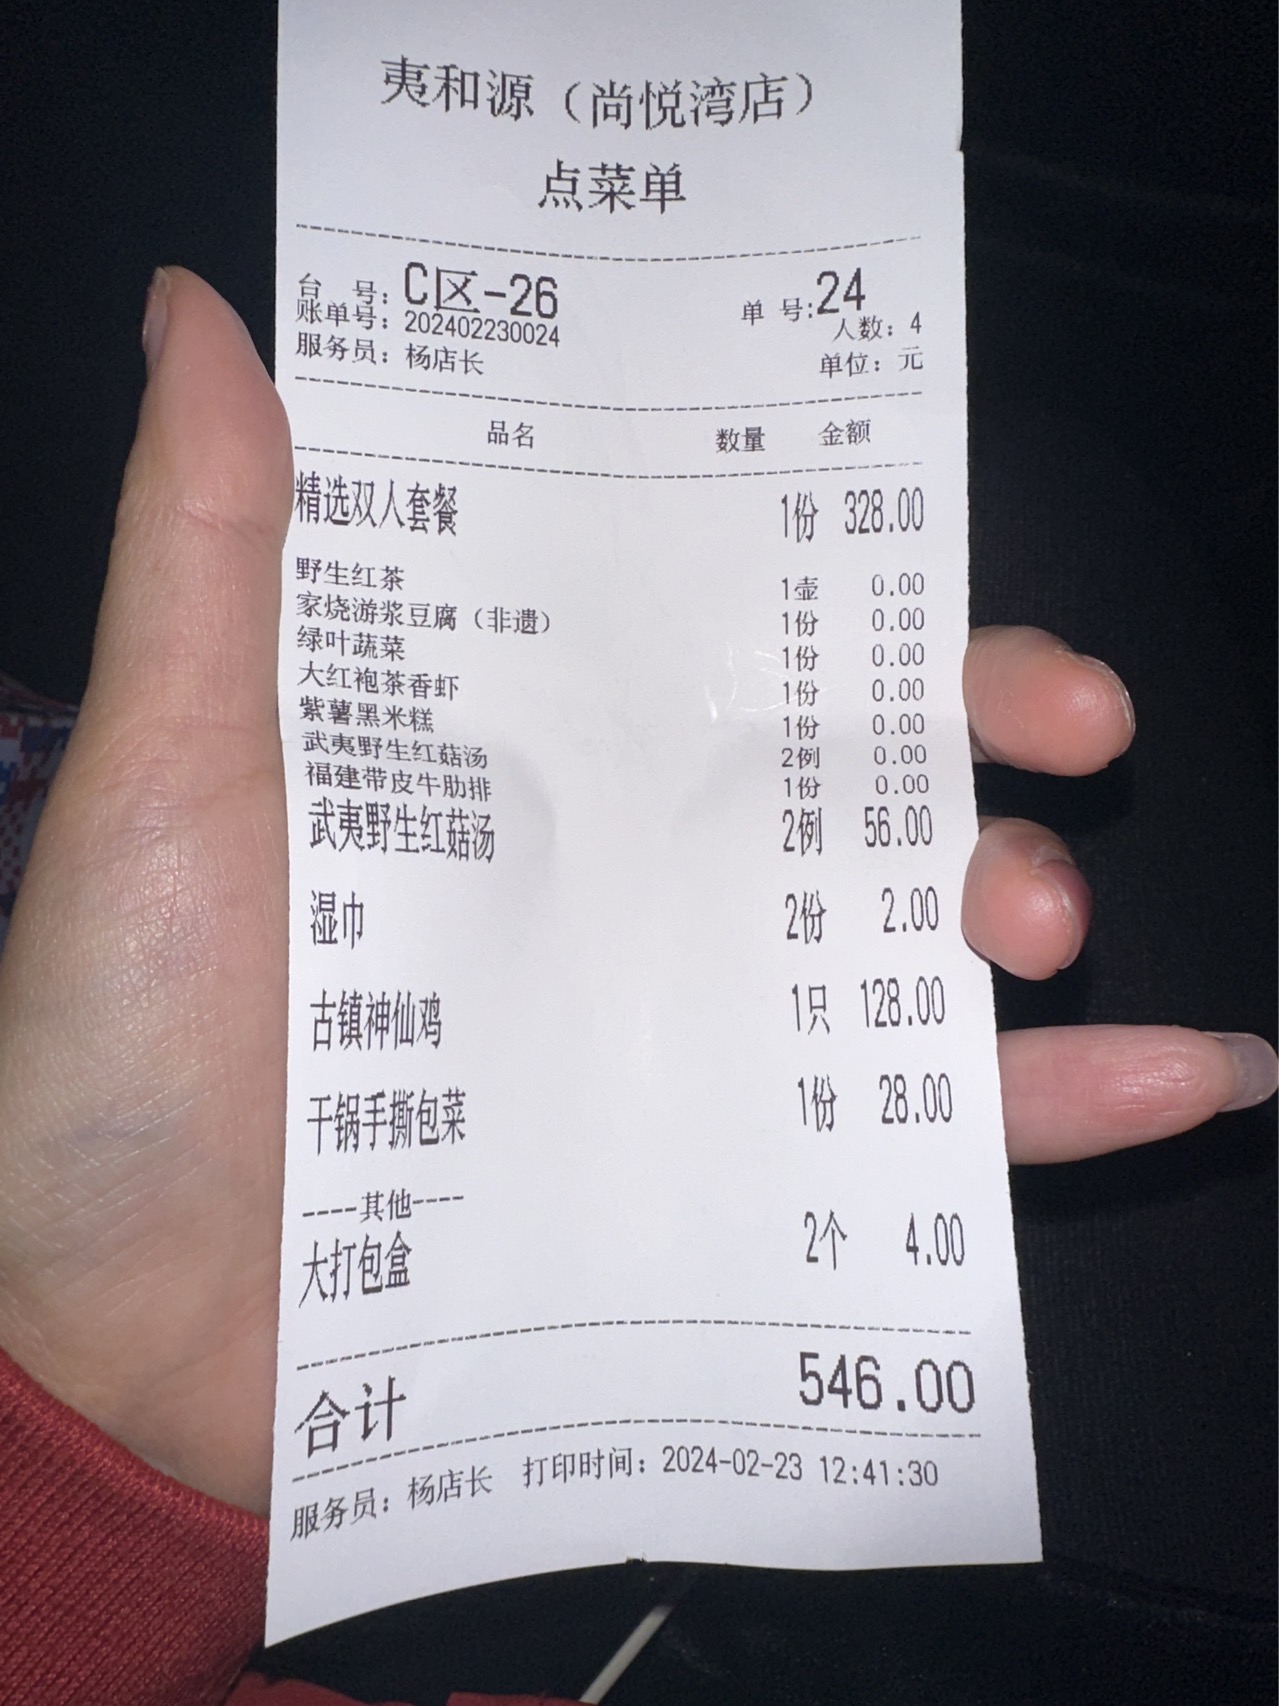 夷和源（尚悦湾店）
点菜单
台 号：C区-26 单 号:24
账单号：202402230024 人数：4
服务员：杨店长 单位：元
品名 数量 金额
精选双人套餐 1份 328.00
野生红茶 1壶 0.00
家烧游浆豆腐（非遗） 1份 0.00
绿叶蔬菜 1份 0.00
大红袍茶香虾 1份 0.00
紫薯黑米糕 1份 0.00
武夷野生红菇汤 2例 0.00
福建带皮牛肋排 1份 0.00
武夷野生红菇汤 2例 56.00
湿巾 2份 2.00
古镇神仙鸡 1只 128.00
干锅手撕包菜 1份 28.00
----其他----
大打包盒 2个 4.00
合计 546.00
服务员：杨店长 打印时间：2024-02-23 12:41:30